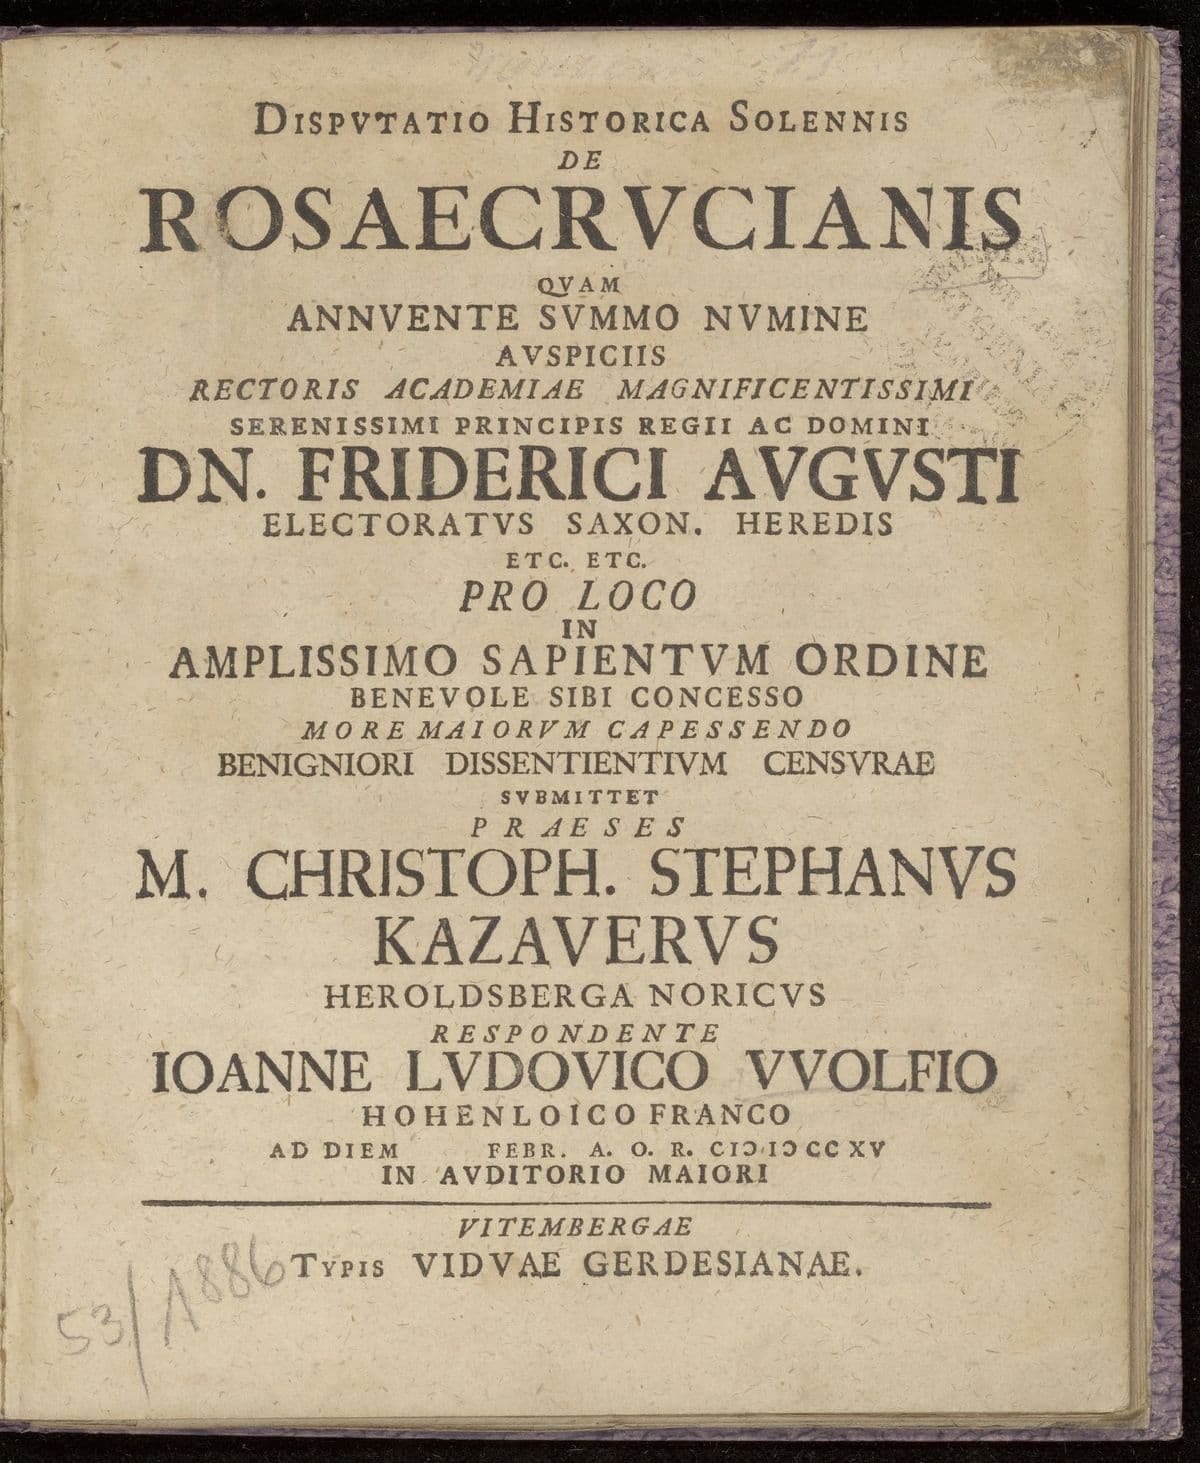 DISPVTATIO HISTORICA SOLENNIS
DE
ROSAECRVCIANIS
QVAM
ANNVENTE SVMMO NVMINE
AVSPICIIS
RECTORIS ACADEMIAE MAGNIFICENTISSIMI
SERENISSIMI PRINCIPIS REGII AC DOMINI
DN. FRIDERICI AVGVSTI
ELECTORATVS SAXON. HEREDIS
ETC. ETC.
PRO LOCO
IN
AMPLISSIMO SAPIENTVM ORDINE
BENEVOLE SIBI CONCESSO
MORE MAIORVM CAPESSENDO
BENIGNIORI DISSENTIENTIVM CENSVRAE
SVBMITTET
PRAESES
M. CHRISTOPH. STEPHANVS
KAZAVERVS
HEROLDSBERGA NORICVS
RESPONDENTE
IOANNE LVDOVICO VVOLFIO
HOHENLOICO FRANCO
AD DIEM FEBR. A. O. R. CIↃIↃCCXV
IN AVDITORIO MAIORI
VITEMBERGAE
TYPIS VIDVAE GERDESIANAE.
53/1886